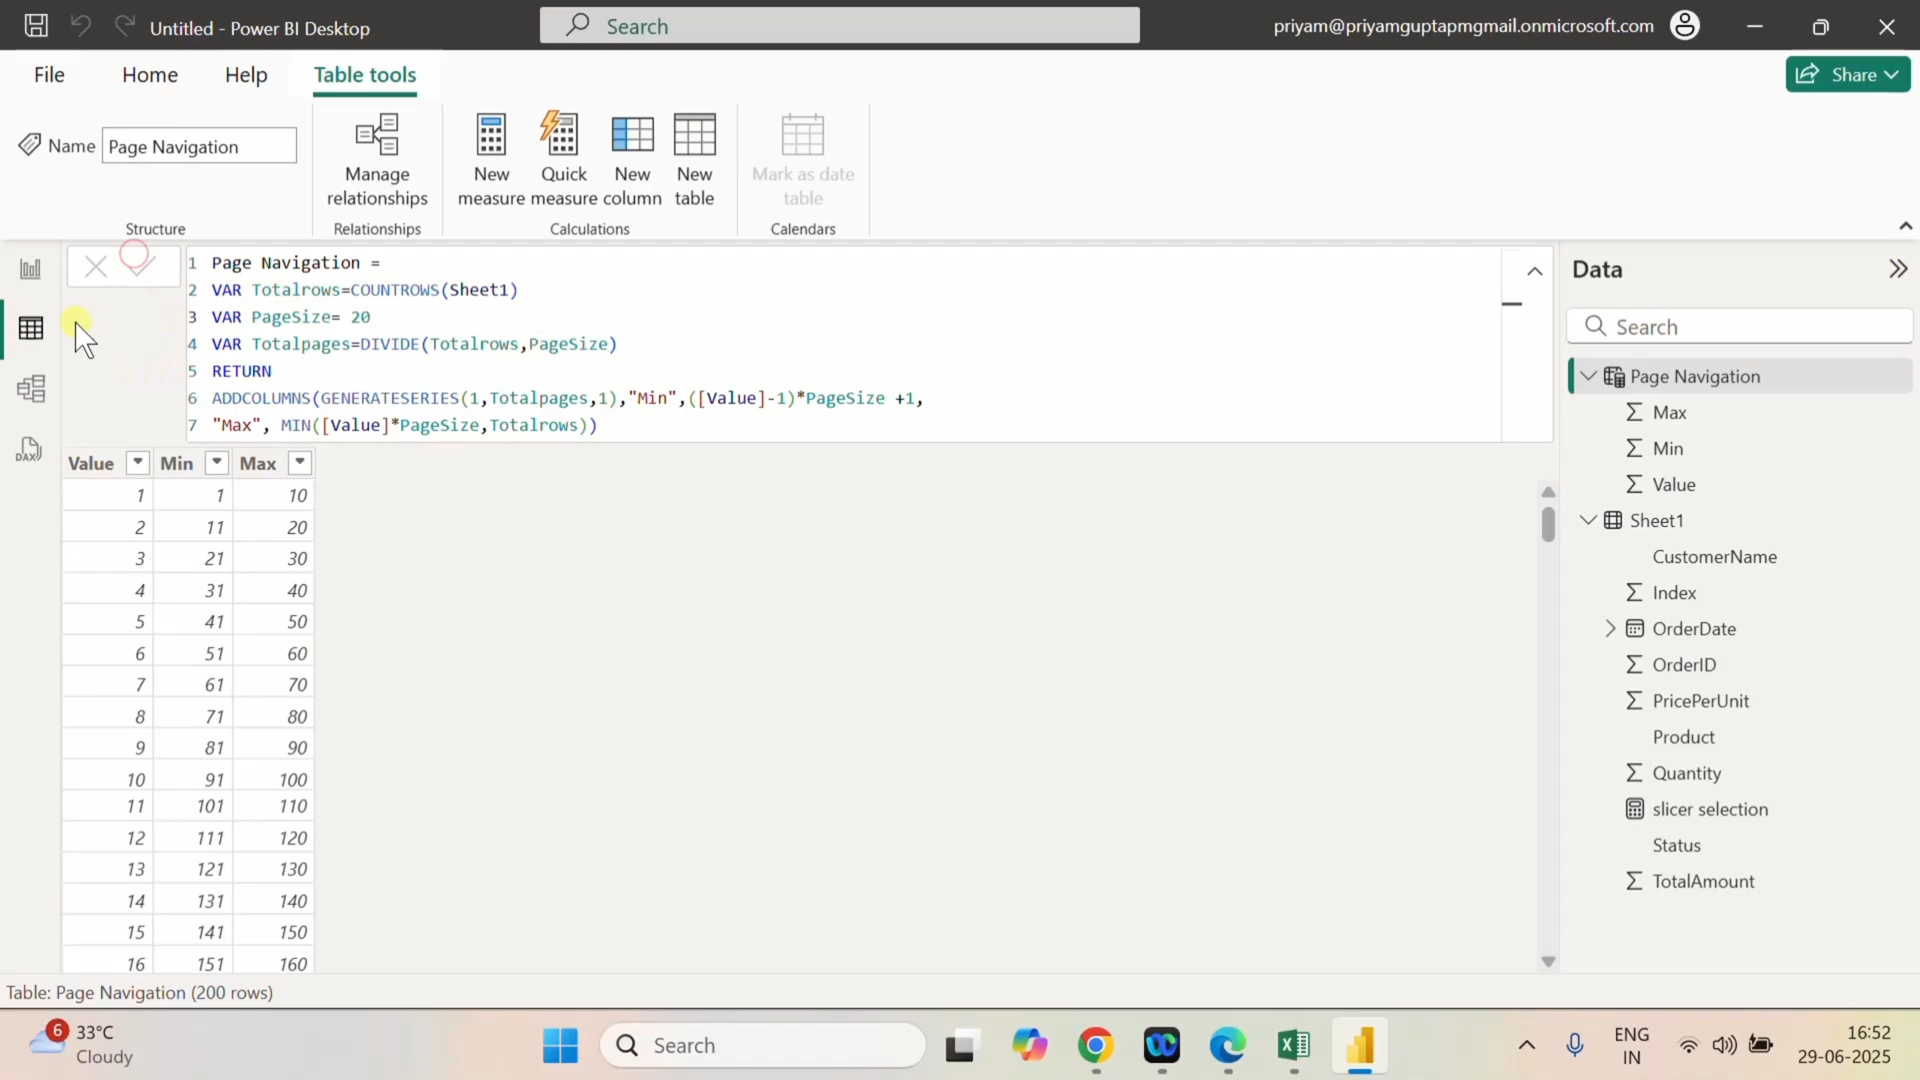 Untitled - Power BI Desktop
Search
priyam@priyamguptapmgmail.onmicrosoft.com
File
Home
Help
Table tools
Share
Name
Page Navigation
Manage relationships
New measure
Quick measure
New column
New table
Mark as date table
Structure
Relationships
Calculations
Calendars
1 Page Navigation =
2 VAR Totalrows=COUNTROWS(Sheet1)
3 VAR PageSize= 20
4 VAR Totalpages=DIVIDE(Totalrows,PageSize)
5 RETURN
6 ADDCOLUMNS(GENERATESERIES(1,Totalpages,1),"Min",([Value]-1)*PageSize +1,
7 "Max", MIN([Value]*PageSize,Totalrows))
DAX
Value Min Max
1 1 10
2 11 20
3 21 30
4 31 40
5 41 50
6 51 60
7 61 70
8 71 80
9 81 90
10 91 100
11 101 110
12 111 120
13 121 130
14 131 140
15 141 150
16 151 160
Data
Search
Page Navigation
Max
Min
Value
Sheet1
CustomerName
Index
OrderDate
OrderID
PricePerUnit
Product
Quantity
slicer selection
Status
TotalAmount
Table: Page Navigation (200 rows)
6
33°C
Cloudy
Search
ENG
IN
16:52
29-06-2025